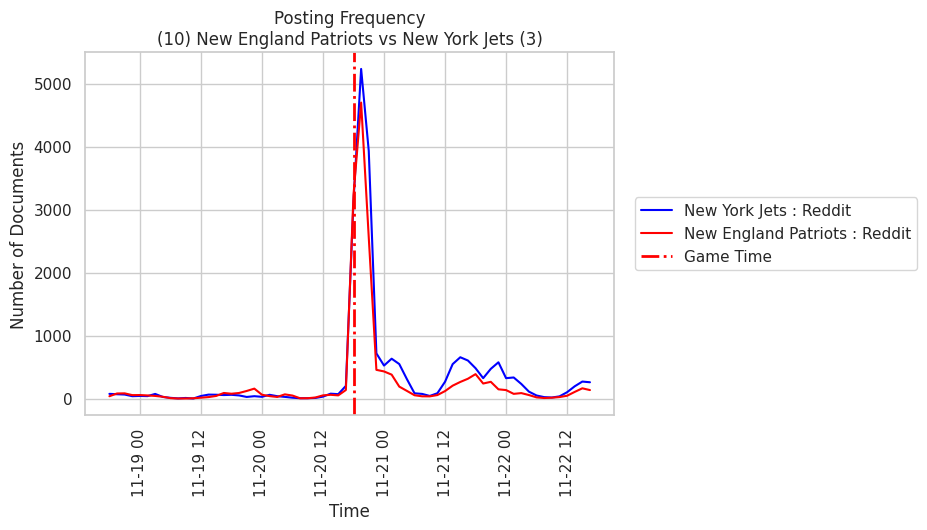 Posting Frequency
(10) New England Patriots vs New York Jets (3)
Number of Documents
5000
4000
3000
2000
1000
0
11-19 00
11-19 12
11-20 00
11-20 12
11-21 00
11-21 12
11-22 00
11-22 12
Time
New York Jets : Reddit
New England Patriots : Reddit
Game Time